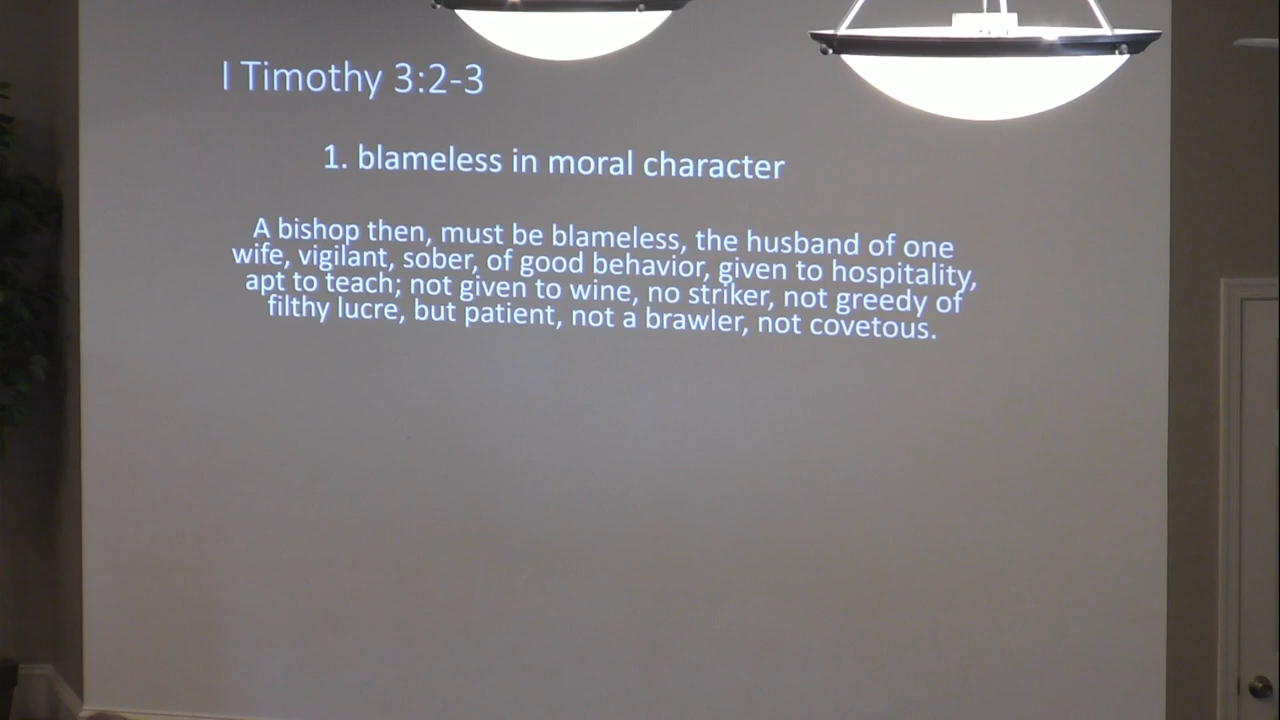 I Timothy 3:2-3
1. blameless in moral character
A bishop then, must be blameless, the husband of one
wife, vigilant, sober, of good behavior, given to hospitality,
apt to teach; not given to wine, no striker, not greedy of
filthy lucre, but patient, not a brawler, not covetous.